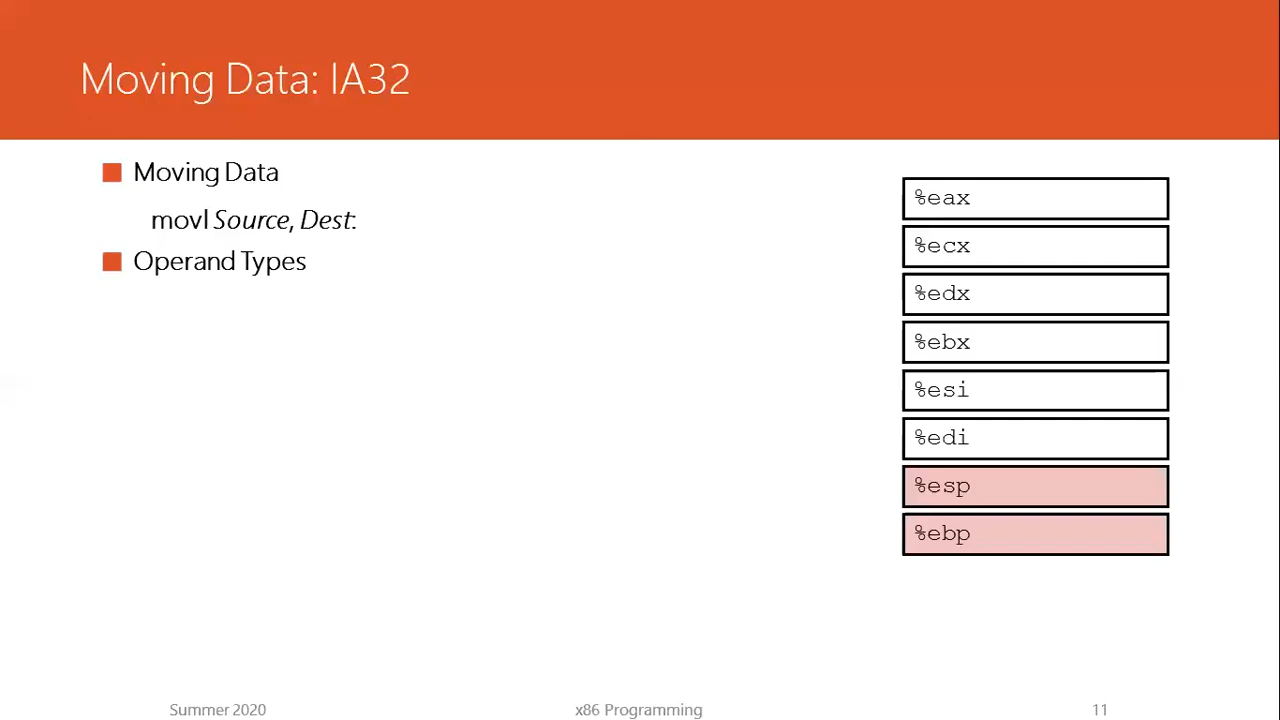 Moving Data: IA32
Moving Data
movl Source, Dest:
Operand Types
%eax
%ecx
%edx
%ebx
%esi
%edi
%esp
%ebp
Summer 2020
x86 Programming
11